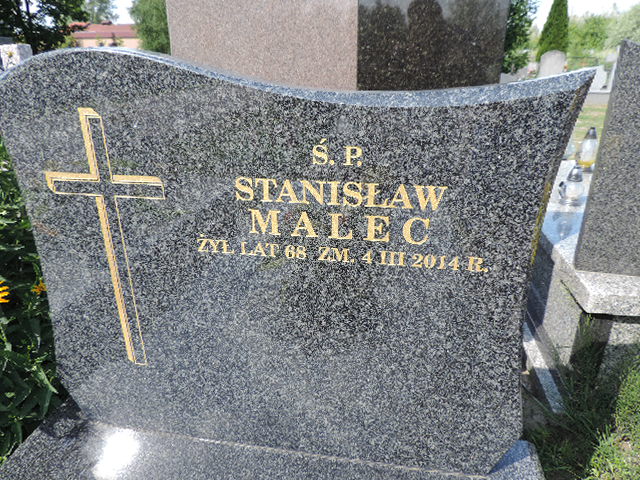 Ś. P.
STANISŁAW
MALEC
ŻYŁ LAT 68 ZM. 4 III 2014 R.